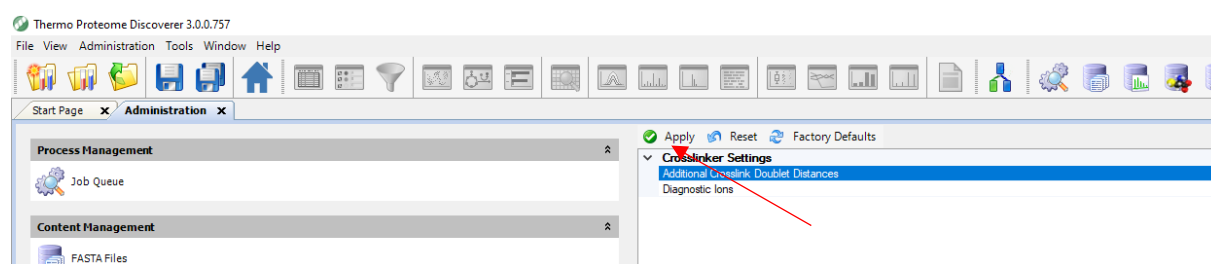 Thermo Proteome Discoverer 3.0.0.757
File View Administration Tools Window Help
Start Page x Administration x
Process Management
Job Queue
Content Management
FASTA Files
Apply Reset Factory Defaults
Crosslinker Settings
Additional Crosslink Doublet Distances
Diagnostic Ions